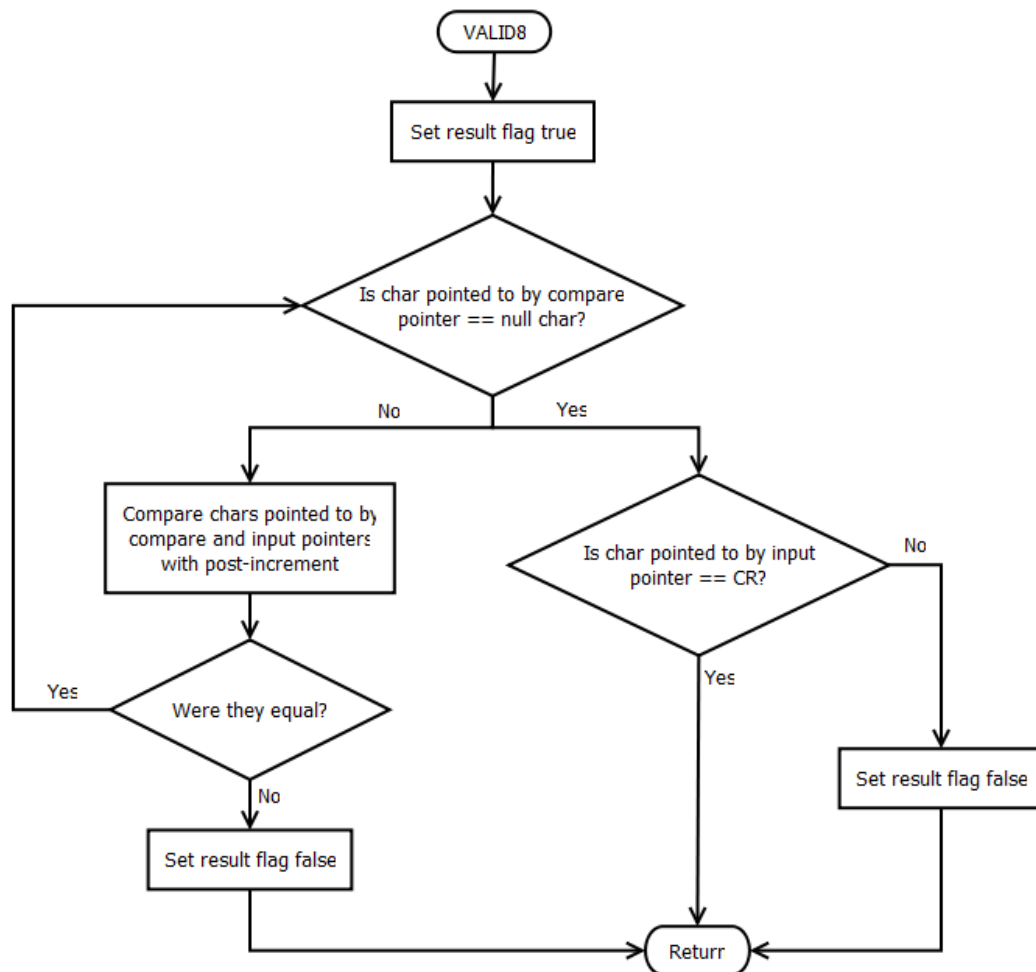 VALID8
Set result flag true
Is char pointed to by compare
pointer == null char?
No
Yes
Compare chars pointed to by
compare and input pointers
with post-increment
Is char pointed to by input
pointer == CR?
No
Yes
Were they equal?
Yes
No
Set result flag false
Set result flag false
Returr